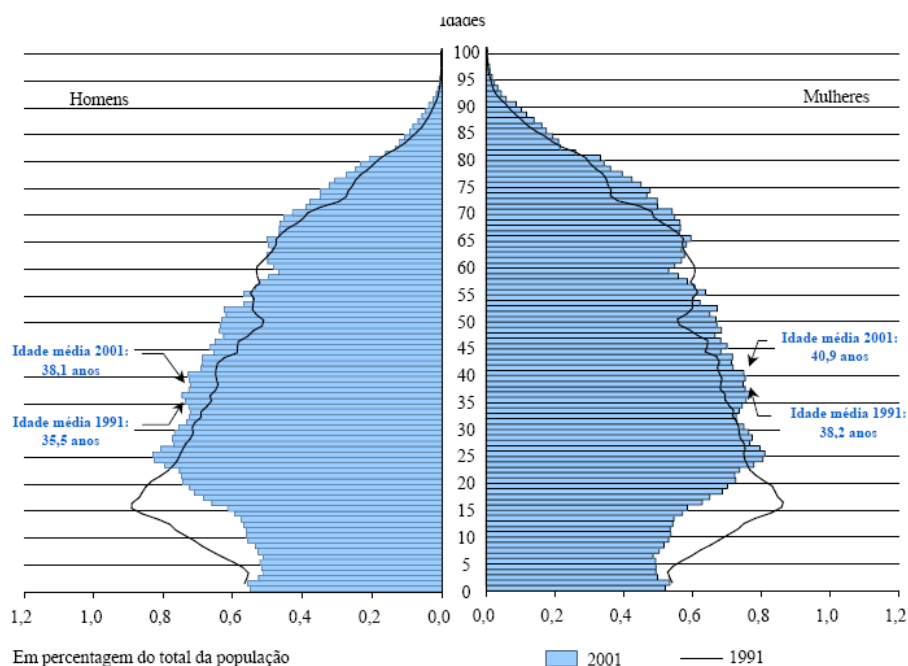 Idades
Homens
Mulheres
100
95
90
85
80
75
70
65
60
55
50
45
40
35
30
25
20
15
10
5
0
Idade média 2001:
38,1 anos
Idade média 1991:
35,5 anos
Idade média 2001:
40,9 anos
Idade média 1991:
38,2 anos
1,2 1,0 0,8 0,6 0,4 0,2 0,0
0,0 0,2 0,4 0,6 0,8 1,0 1,2
Em percentagem do total da população
2001
1991